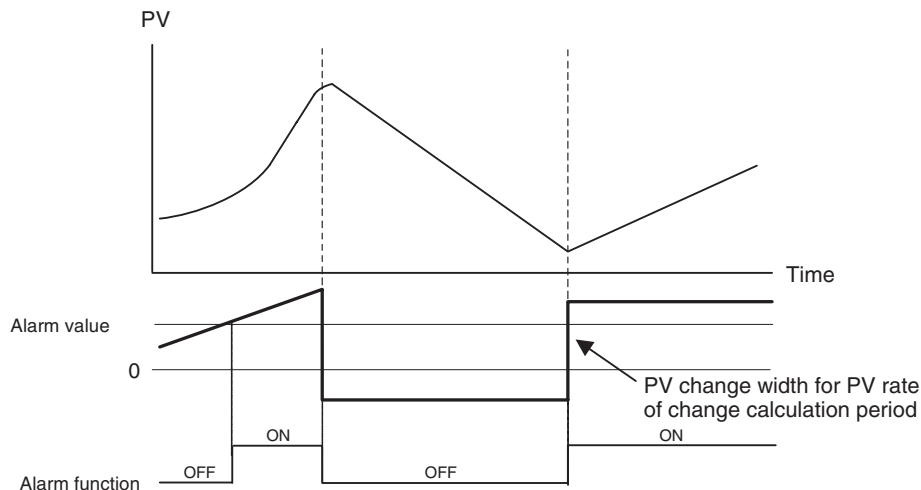 PV
Time
Alarm value
0
PV change width for PV rate
of change calculation period
ON
ON
OFF
OFF
Alarm function